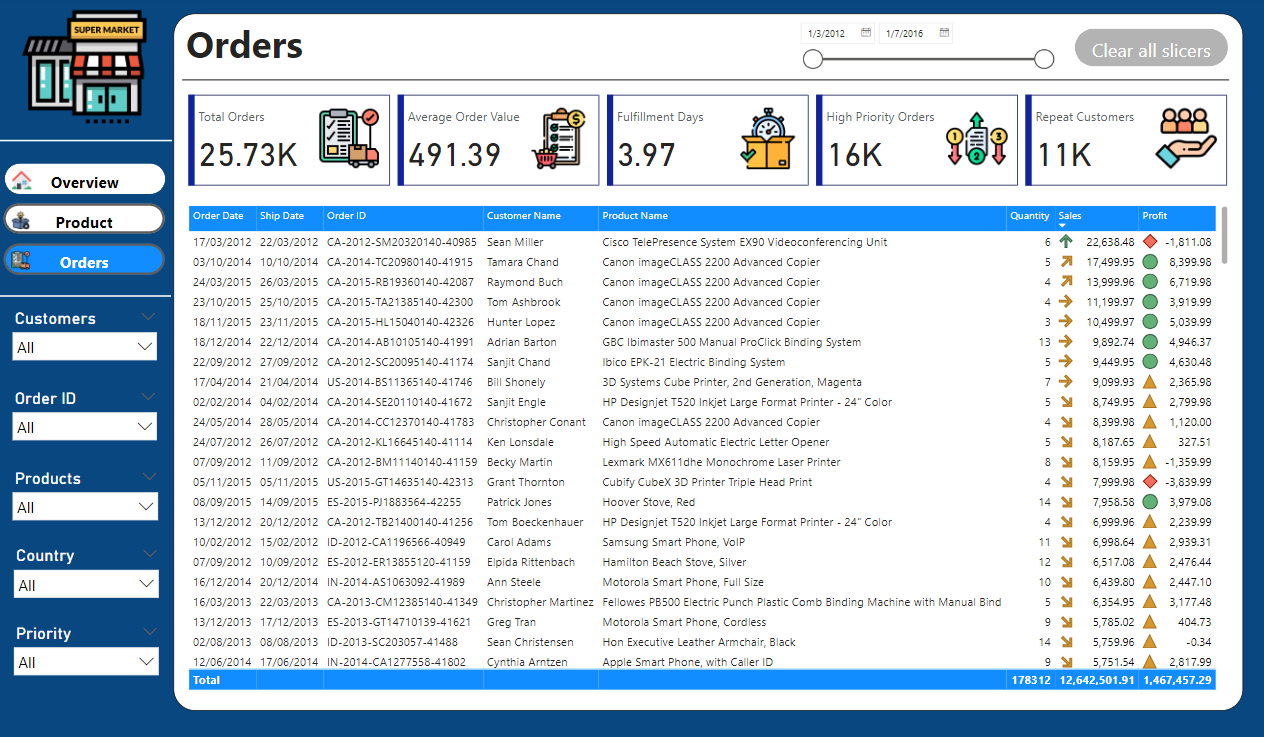 SUPER MARKET
Orders
1/3/2012 1/7/2016
Clear all slicers
Total Orders
25.73K
Average Order Value
491.39
Fulfillment Days
3.97
High Priority Orders
16K
1 2 3
Repeat Customers
11K
Overview
Product
Orders
Customers
All
Order ID
All
Products
All
Country
All
Priority
All
Order Date Ship Date Order ID Customer Name Product Name Quantity Sales Profit
17/03/2012 22/03/2012 CA-2012-SM20320140-40985 Sean Miller Cisco TelePresence System EX90 Videoconferencing Unit 6 22,638.48 -1,811.08
03/10/2014 10/10/2014 CA-2014-TC20980140-41915 Tamara Chand Canon imageCLASS 2200 Advanced Copier 5 17,499.95 8,399.98
24/03/2015 26/03/2015 CA-2015-RB19360140-42087 Raymond Buch Canon imageCLASS 2200 Advanced Copier 4 13,999.96 6,719.98
23/10/2015 25/10/2015 CA-2015-TA21385140-42300 Tom Ashbrook Canon imageCLASS 2200 Advanced Copier 4 11,199.97 3,919.99
18/11/2015 23/11/2015 CA-2015-HL15040140-42326 Hunter Lopez Canon imageCLASS 2200 Advanced Copier 3 10,499.97 5,039.99
18/12/2014 22/12/2014 CA-2014-AB10105140-41991 Adrian Barton GBC Ibimaster 500 Manual ProClick Binding System 13 9,892.74 4,946.37
22/09/2012 27/09/2012 CA-2012-SC20095140-41174 Sanjit Chand Ibico EPK-21 Electric Binding System 5 9,449.95 4,630.48
17/04/2014 21/04/2014 US-2014-BS11365140-41746 Bill Shonely 3D Systems Cube Printer, 2nd Generation, Magenta 7 9,099.93 2,365.98
02/02/2014 04/02/2014 CA-2014-SE20110140-41672 Sanjit Engle HP Designjet T520 Inkjet Large Format Printer - 24" Color 5 8,749.95 2,799.98
24/05/2014 28/05/2014 CA-2014-CC12370140-41783 Christopher Conant Canon imageCLASS 2200 Advanced Copier 4 8,399.98 1,120.00
24/07/2012 26/07/2012 CA-2012-KL16645140-41114 Ken Lonsdale High Speed Automatic Electric Letter Opener 5 8,187.65 327.51
07/09/2012 11/09/2012 CA-2012-BM11140140-41159 Becky Martin Lexmark MX611dhe Monochrome Laser Printer 8 8,159.95 -1,359.99
05/11/2015 05/11/2015 US-2015-GT14635140-42313 Grant Thornton Cubify CubeX 3D Printer Triple Head Print 4 7,999.98 -3,839.99
08/09/2015 14/09/2015 ES-2015-PJ1883564-42255 Patrick Jones Hoover Stove, Red 14 7,958.58 3,979.08
13/12/2012 20/12/2012 CA-2012-TB21400140-41256 Tom Boeckenhauer HP Designjet T520 Inkjet Large Format Printer - 24" Color 4 6,999.96 2,239.99
10/02/2012 15/02/2012 ID-2012-CA1196566-40949 Carol Adams Samsung Smart Phone, VoIP 11 6,998.64 2,939.31
07/09/2012 10/09/2012 ES-2012-ER13855120-41159 Elpida Rittenbach Hamilton Beach Stove, Silver 12 6,517.08 2,476.44
16/12/2014 20/12/2014 IN-2014-AS1063092-41989 Ann Steele Motorola Smart Phone, Full Size 10 6,439.80 2,447.10
16/03/2013 22/03/2013 CA-2013-CM12385140-41349 Christopher Martinez Fellowes PB500 Electric Punch Plastic Comb Binding Machine with Manual Bind 5 6,354.95 3,177.48
13/12/2013 17/12/2013 ES-2013-GT14710139-41621 Greg Tran Motorola Smart Phone, Cordless 9 5,785.02 404.73
02/08/2013 08/08/2013 ID-2013-SC203057-41488 Sean Christensen Hon Executive Leather Armchair, Black 14 5,759.96 -0.34
12/06/2014 17/06/2014 IN-2014-CA1277558-41802 Cynthia Arntzen Apple Smart Phone, with Caller ID 9 5,751.54 2,817.99
Total 178312 12,642,501.91 1,467,457.29